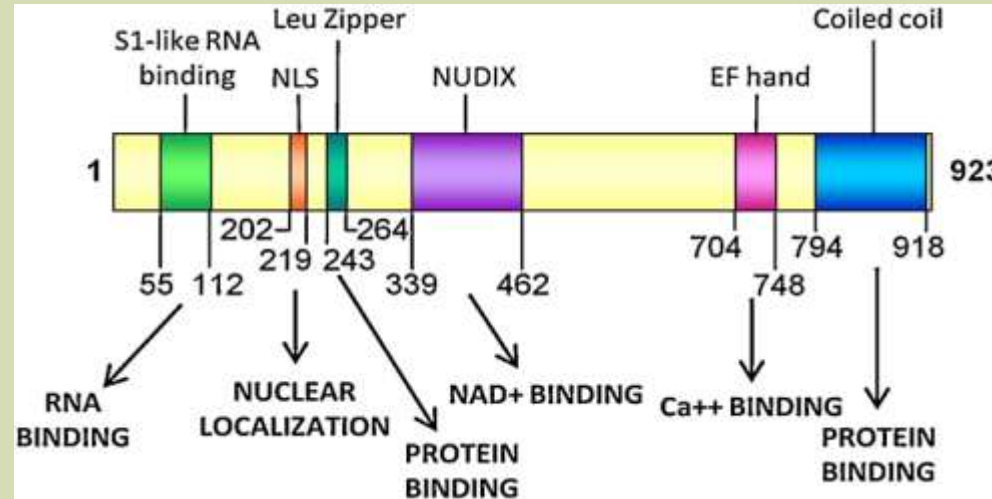 Leu Zipper
Coiled coil
S1-like RNA
binding
NLS
NUDIX
EF hand
1
923
202
264
704
794
918
219
243
55
112
339
462
748
RNA
BINDING
NUCLEAR
LOCALIZATION
NAD+ BINDING
Ca++ BINDING
PROTEIN
BINDING
PROTEIN
BINDING